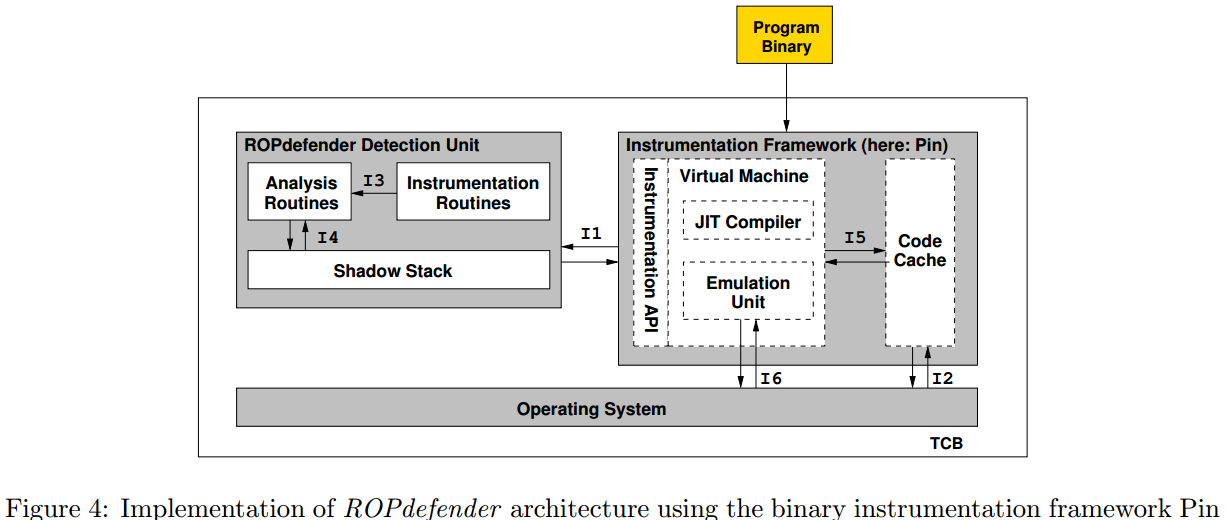 Program
Binary
ROPdefender Detection Unit
Instrumentation Framework (here: Pin)
Analysis
Routines
I3
Instrumentation
Routines
I4
Shadow Stack
I1
Instrumentation API
Virtual Machine
JIT Compiler
Emulation
Unit
I5
Code
Cache
I6
I2
Operating System
TCB
Figure 4: Implementation of ROPdefender architecture using the binary instrumentation framework Pin